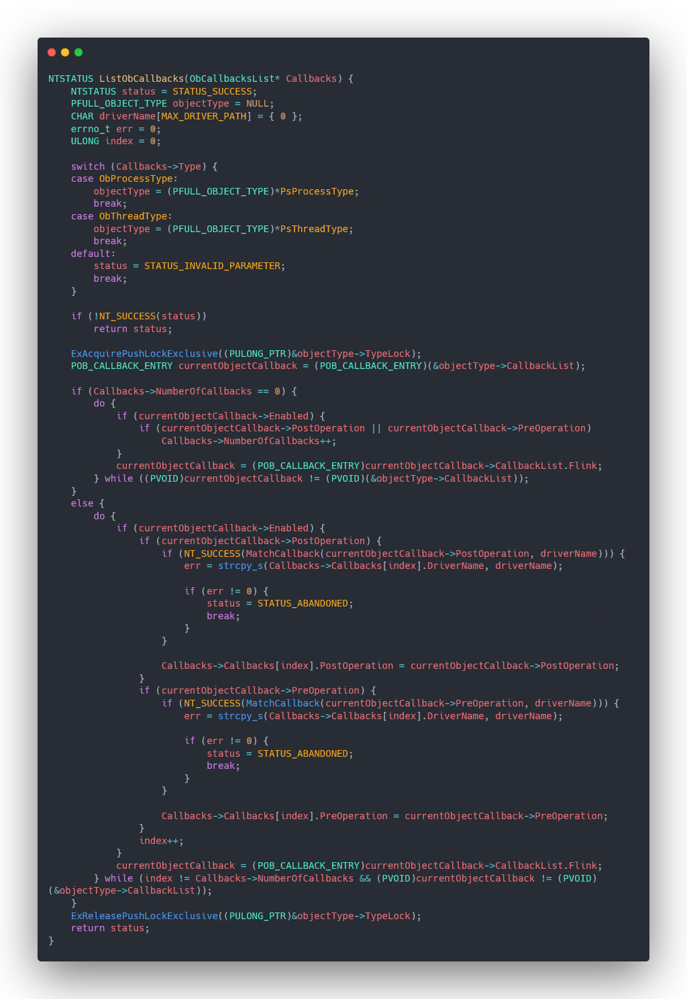 NTSTATUS ListObCallbacks(ObCallbacksList* Callbacks) {
    NTSTATUS status = STATUS_SUCCESS;
    PFULL_OBJECT_TYPE objectType = NULL;
    CHAR driverName[MAX_DRIVER_PATH] = { 0 };
    errno_t err = 0;
    ULONG index = 0;

    switch (Callbacks->Type) {
    case ObProcessType:
        objectType = (PFULL_OBJECT_TYPE)*PsProcessType;
        break;
    case ObThreadType:
        objectType = (PFULL_OBJECT_TYPE)*PsThreadType;
        break;
    default:
        status = STATUS_INVALID_PARAMETER;
        break;
    }

    if (!NT_SUCCESS(status))
        return status;

    ExAcquirePushLockExclusive((PULONG_PTR)&objectType->TypeLock);
    POB_CALLBACK_ENTRY currentObjectCallback = (POB_CALLBACK_ENTRY)(&objectType->CallbackList);

    if (Callbacks->NumberOfCallbacks == 0) {
        do {
            if (currentObjectCallback->Enabled) {
                if (currentObjectCallback->PostOperation || currentObjectCallback->PreOperation)
                    Callbacks->NumberOfCallbacks++;
            }
            currentObjectCallback = (POB_CALLBACK_ENTRY)currentObjectCallback->CallbackList.Flink;
        } while ((PVOID)currentObjectCallback != (PVOID)(&objectType->CallbackList));
    }
    else {
        do {
            if (currentObjectCallback->Enabled) {
                if (currentObjectCallback->PostOperation) {
                    if (NT_SUCCESS(MatchCallback(currentObjectCallback->PostOperation, driverName))) {
                        err = strcpy_s(Callbacks->Callbacks[index].DriverName, driverName);

                        if (err != 0) {
                            status = STATUS_ABANDONED;
                            break;
                        }
                    }

                    Callbacks->Callbacks[index].PostOperation = currentObjectCallback->PostOperation;
                }
                if (currentObjectCallback->PreOperation) {
                    if (NT_SUCCESS(MatchCallback(currentObjectCallback->PreOperation, driverName))) {
                        err = strcpy_s(Callbacks->Callbacks[index].DriverName, driverName);

                        if (err != 0) {
                            status = STATUS_ABANDONED;
                            break;
                        }
                    }

                    Callbacks->Callbacks[index].PreOperation = currentObjectCallback->PreOperation;
                }
                index++;
            }
            currentObjectCallback = (POB_CALLBACK_ENTRY)currentObjectCallback->CallbackList.Flink;
        } while (index != Callbacks->NumberOfCallbacks && (PVOID)currentObjectCallback != (PVOID)
(&objectType->CallbackList));
    }
    ExReleasePushLockExclusive((PULONG_PTR)&objectType->TypeLock);
    return status;
}